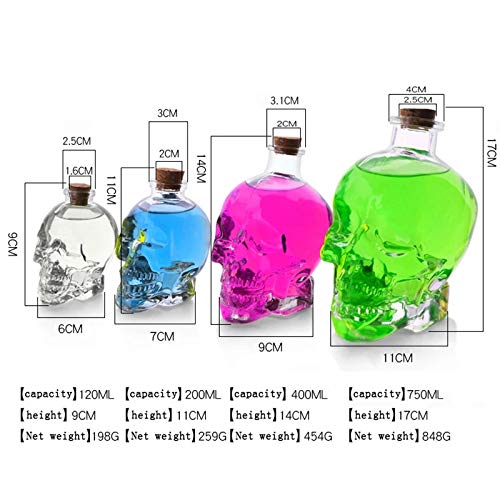 2.5CM
1.6CM
9CM
6CM
3CM
2CM
11CM
7CM
3.1CM
2CM
14CM
9CM
4CM
2.5CM
17CM
11CM
【capacity】120ML 【capacity】200ML 【capacity】400ML 【capacity】750ML
【height】9CM 【height】11CM 【height】14CM 【height】17CM
【Net weight】198G 【Net weight】259G 【Net weight】454G 【Net weight】848G